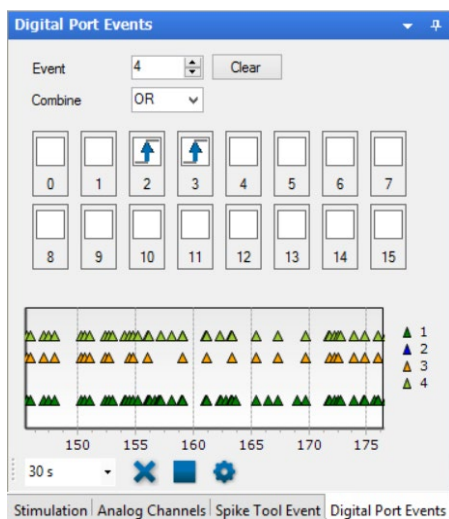 Digital Port Events
Event 4 Clear
Combine OR
0 1 2 3 4 5 6 7
8 9 10 11 12 13 14 15
1
2
3
4
150 155 160 165 170 175
30 s
Stimulation Analog Channels Spike Tool Event Digital Port Events